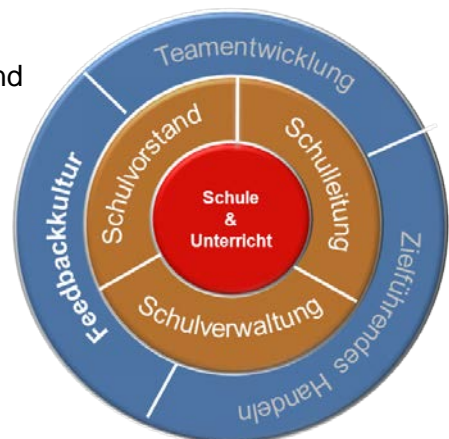 nd
Teamentwicklung
Feedbackkultur
Zielführendes Handeln
Schulvorstand
Schulleitung
Schulverwaltung
Schule
&
Unterricht